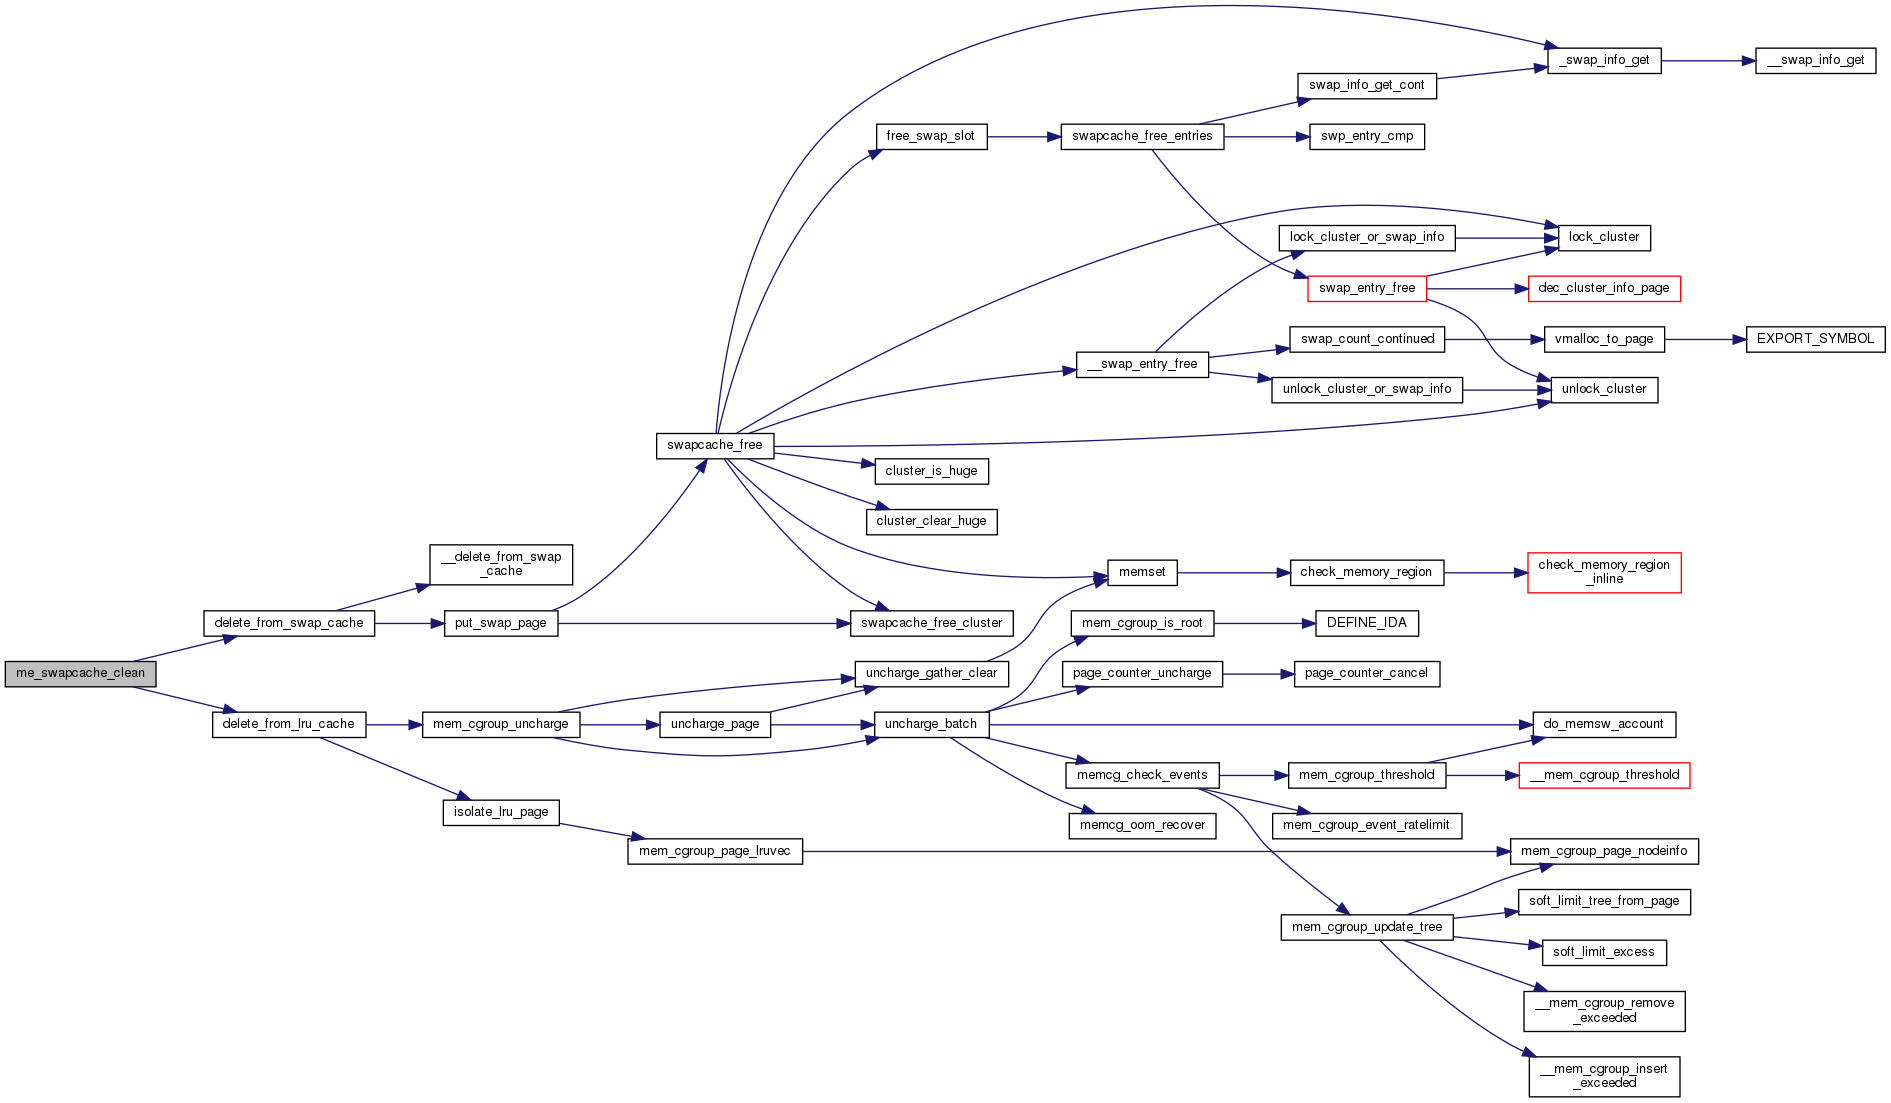 _swap_info_get
__swap_info_get
swap_info_get_cont
free_swap_slot
swapcache_free_entries
swp_entry_cmp
lock_cluster_or_swap_info
lock_cluster
swap_entry_free
dec_cluster_info_page
swap_count_continued
vmalloc_to_page
EXPORT_SYMBOL
__swap_entry_free
unlock_cluster_or_swap_info
unlock_cluster
swapcache_free
cluster_is_huge
cluster_clear_huge
__delete_from_swap
_cache
memset
check_memory_region
check_memory_region
_inline
delete_from_swap_cache
put_swap_page
swapcache_free_cluster
mem_cgroup_is_root
DEFINE_IDA
me_swapcache_clean
uncharge_gather_clear
page_counter_uncharge
page_counter_cancel
delete_from_lru_cache
mem_cgroup_uncharge
uncharge_page
uncharge_batch
do_memsw_account
memcg_check_events
mem_cgroup_threshold
__mem_cgroup_threshold
isolate_lru_page
memcg_oom_recover
mem_cgroup_event_ratelimit
mem_cgroup_page_lruvec
mem_cgroup_page_nodeinfo
soft_limit_tree_from_page
mem_cgroup_update_tree
soft_limit_excess
__mem_cgroup_remove
_exceeded
__mem_cgroup_insert
_exceeded